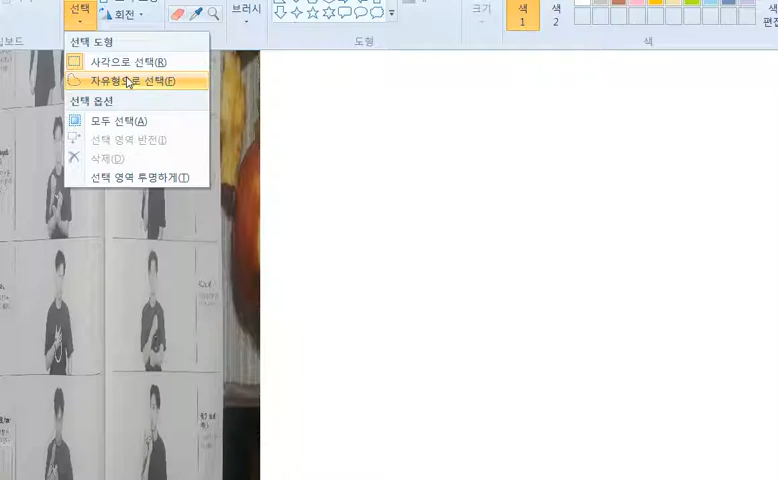 선택
회전
브러시
도형
크기
색
1
색
2
색
편집
색
선택 도형
사각으로 선택(R)
자유형으로 선택(F)
선택 옵션
모두 선택(A)
선택 영역 반전(I)
삭제(D)
선택 영역 투명하게(T)